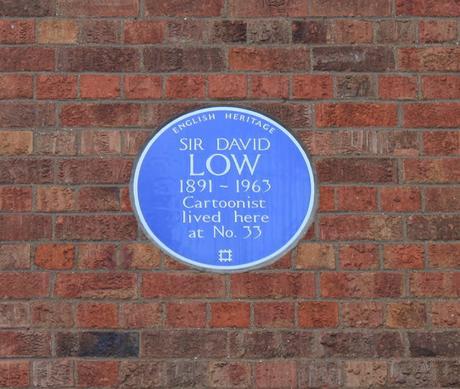 ENGLISH HERITAGE
SIR DAVID
LOW
1891 ~ 1963
Cartoonist
lived here
at No. 33